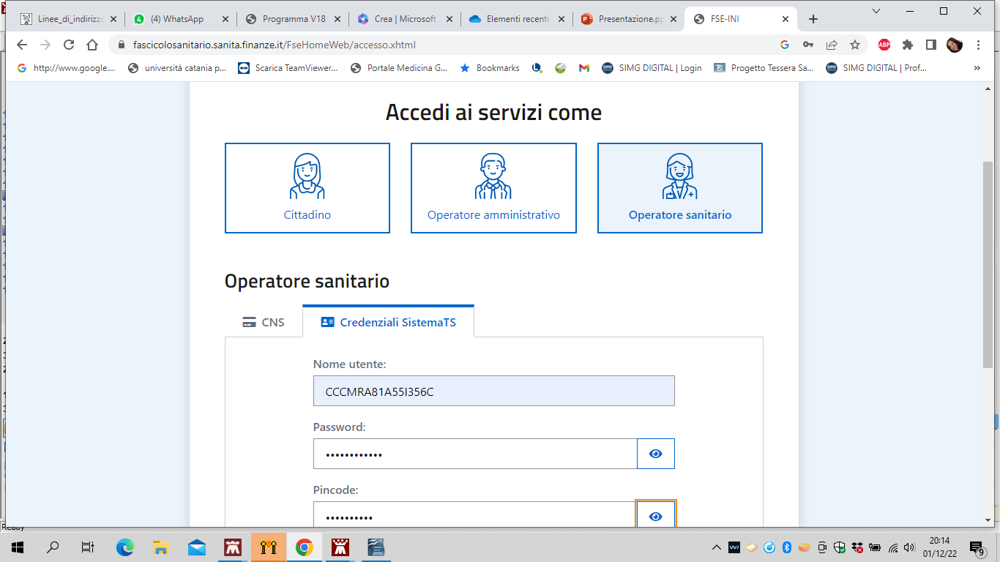 Linee_di_indirizzo
(4) WhatsApp
Programma V18
Crea | Microsoft
Elementi recenti
Presentazione.pp
FSE-INI
fascicolosanitario.sanita.finanze.it/FseHomeWeb/accesso.xhtml
ABP
http://www.google....
università catania p...
Scarica TeamViewer...
Portale Medicina G...
Bookmarks
SIMG DIGITAL | Login
Progetto Tessera Sa...
SIMG DIGITAL | Prof...
»
Accedi ai servizi come
Cittadino
Operatore amministrativo
Operatore sanitario
Operatore sanitario
CNS
Credenziali SistemaTS
Nome utente:
CCCMRA81A55I356C
Password:
••••••••••••
Pincode:
••••••••••
Ready
20:14
01/12/22
9